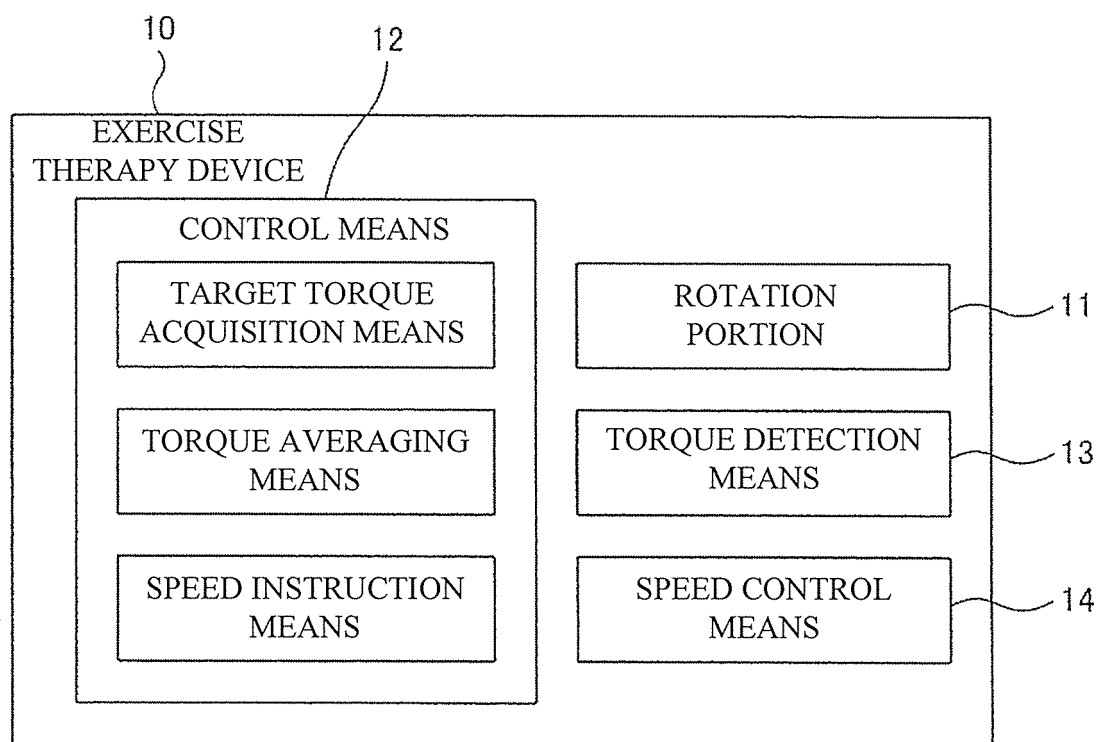 10
12
EXERCISE
THERAPY DEVICE
CONTROL MEANS
TARGET TORQUE
ACQUISITION MEANS
ROTATION
PORTION
11
TORQUE AVERAGING
MEANS
TORQUE DETECTION
MEANS
13
SPEED INSTRUCTION
MEANS
SPEED CONTROL
MEANS
14